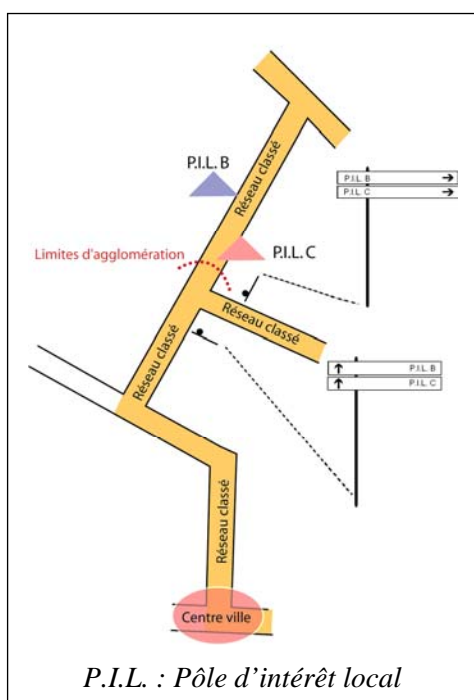 P.I.L. B
Réseau classé
P.I.L. B →
P.I.L. C →
Limites d'agglomération
P.I.L. C
Réseau classé
Réseau classé
↑ P.I.L. B
↑ P.I.L. C
Réseau classé
Centre ville
P.I.L. : Pôle d'intérêt local